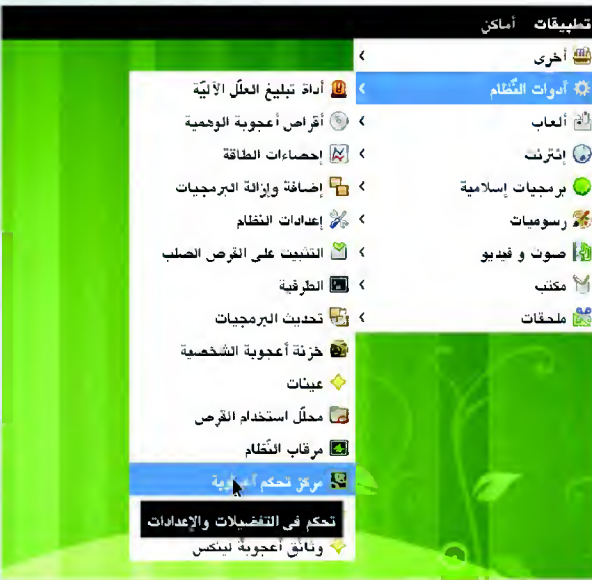 تطبيقات أماكن
أخرى
أدوات النّظام
ألعاب
إنترنت
برمجيات إسلامية
رسوميات
صوت و فيديو
مكتب
ملحقات
أداة تبليغ العلل الآليّة
أقراص أعجوبة الوهمية
إحصاءات الطاقة
إضافة وإزالة البرمجيات
إعدادات النظام
التثبيت على القرص الصلب
الطرفية
تحديث البرمجيات
خزنة أعجوبة الشخصية
عينات
محلّل استخدام القرص
مرقاب النّظام
مركز تحكم أعجوبة
تحكم في التفضيلات والإعدادات
وثائق أعجوبة لينكس